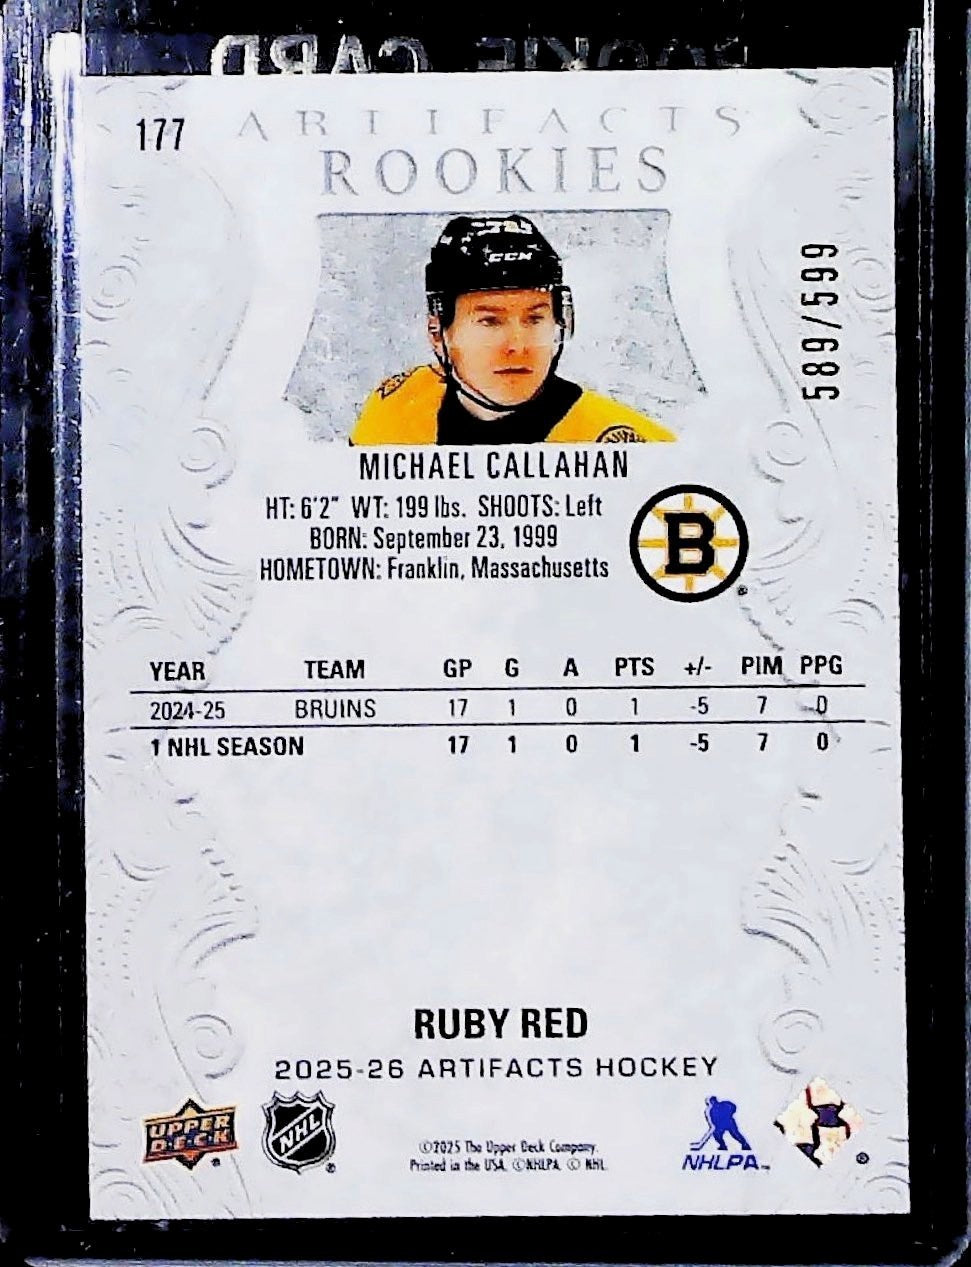 ROOKIE CARD
177
ARTIFACTS
ROOKIES
CCM
589/599
MICHAEL CALLAHAN
HT: 6'2" WT: 199 lbs. SHOOTS: Left
BORN: September 23, 1999
HOMETOWN: Franklin, Massachusetts
B
YEAR TEAM GP G A PTS +/- PIM PPG
2024-25 BRUINS 17 1 0 1 -5 7 0
1 NHL SEASON 17 1 0 1 -5 7 0
RUBY RED
2025-26 ARTIFACTS HOCKEY
UPPER DECK
NHL
©2025 The Upper Deck Company.
Printed in the USA. ©NHLPA. © NHL.
NHLPA